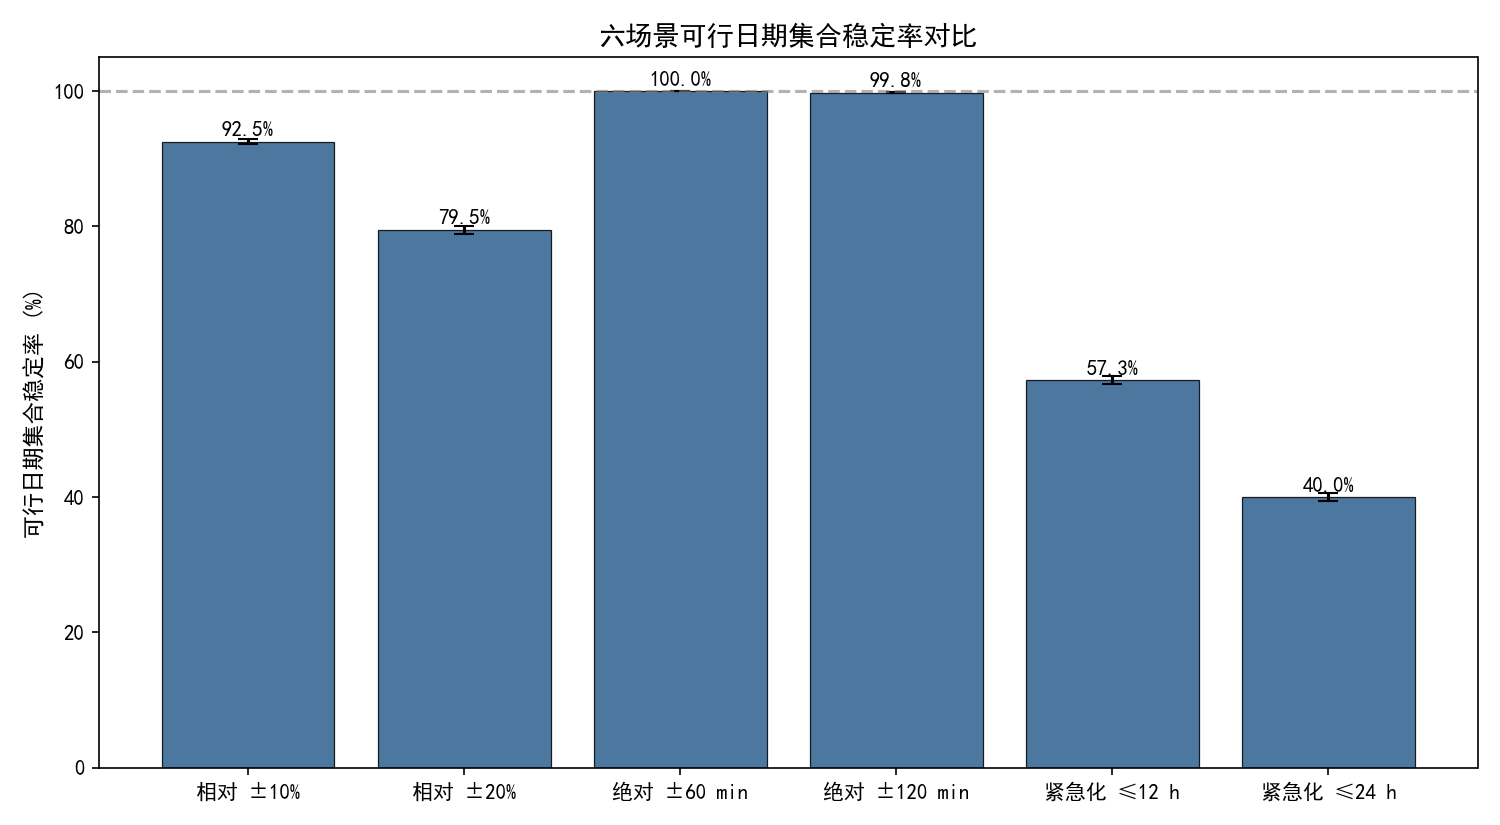 六场景可行日期集合稳定率对比
可行日期集合稳定率 (%)
100
80
60
40
20
0
92.5%
79.5%
100.0%
99.8%
57.3%
40.0%
相对 ±10%
相对 ±20%
绝对 ±60 min
绝对 ±120 min
紧急化 ≤12 h
紧急化 ≤24 h